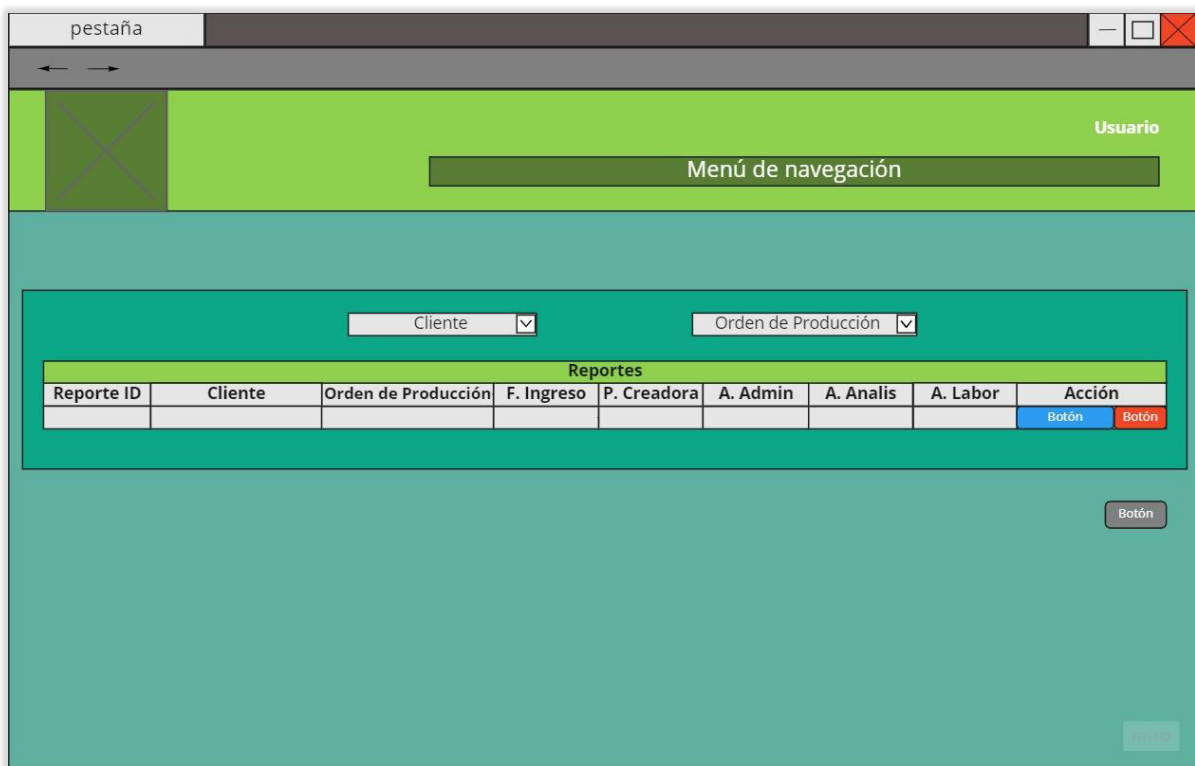 pestaña
Usuario
Menú de navegación
Cliente
Orden de Producción
Reportes
Reporte ID Cliente Orden de Producción F. Ingreso P. Creadora A. Admin A. Analis A. Labor Acción
Botón Botón
Botón
miro